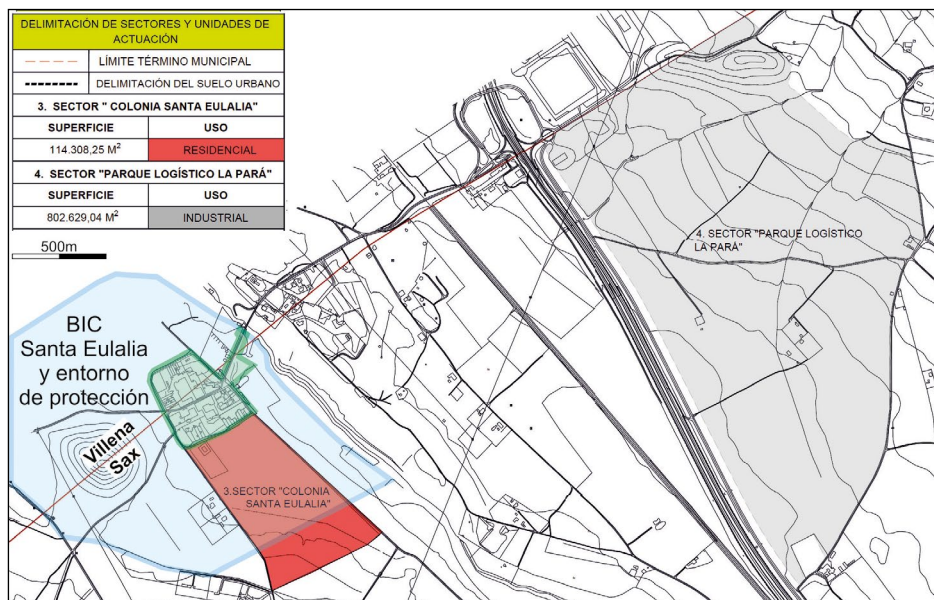 DELIMITACIÓN DE SECTORES Y UNIDADES DE
ACTUACIÓN
LÍMITE TÉRMINO MUNICIPAL
DELIMITACIÓN DEL SUELO URBANO
3. SECTOR " COLONIA SANTA EULALIA"
SUPERFICIE USO
114.308,25 M² RESIDENCIAL
4. SECTOR "PARQUE LOGÍSTICO LA PARÁ"
SUPERFICIE USO
802.629,04 M² INDUSTRIAL
500m
BIC
Santa Eulalia
y entorno
de protección
Villena
Sax
3.SECTOR "COLONIA
SANTA EULALIA"
4. SECTOR "PARQUE LOGÍSTICO
LA PARÁ"